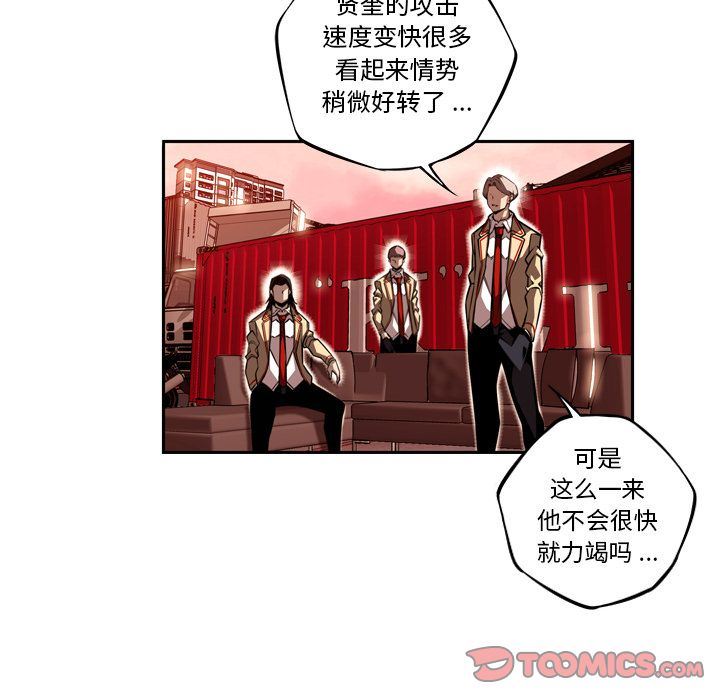 贤奎的攻击
速度变快很多
看起来情势
稍微好转了...
可是
这么一来
他不会很快
就力竭吗...
TOOMICS.COM